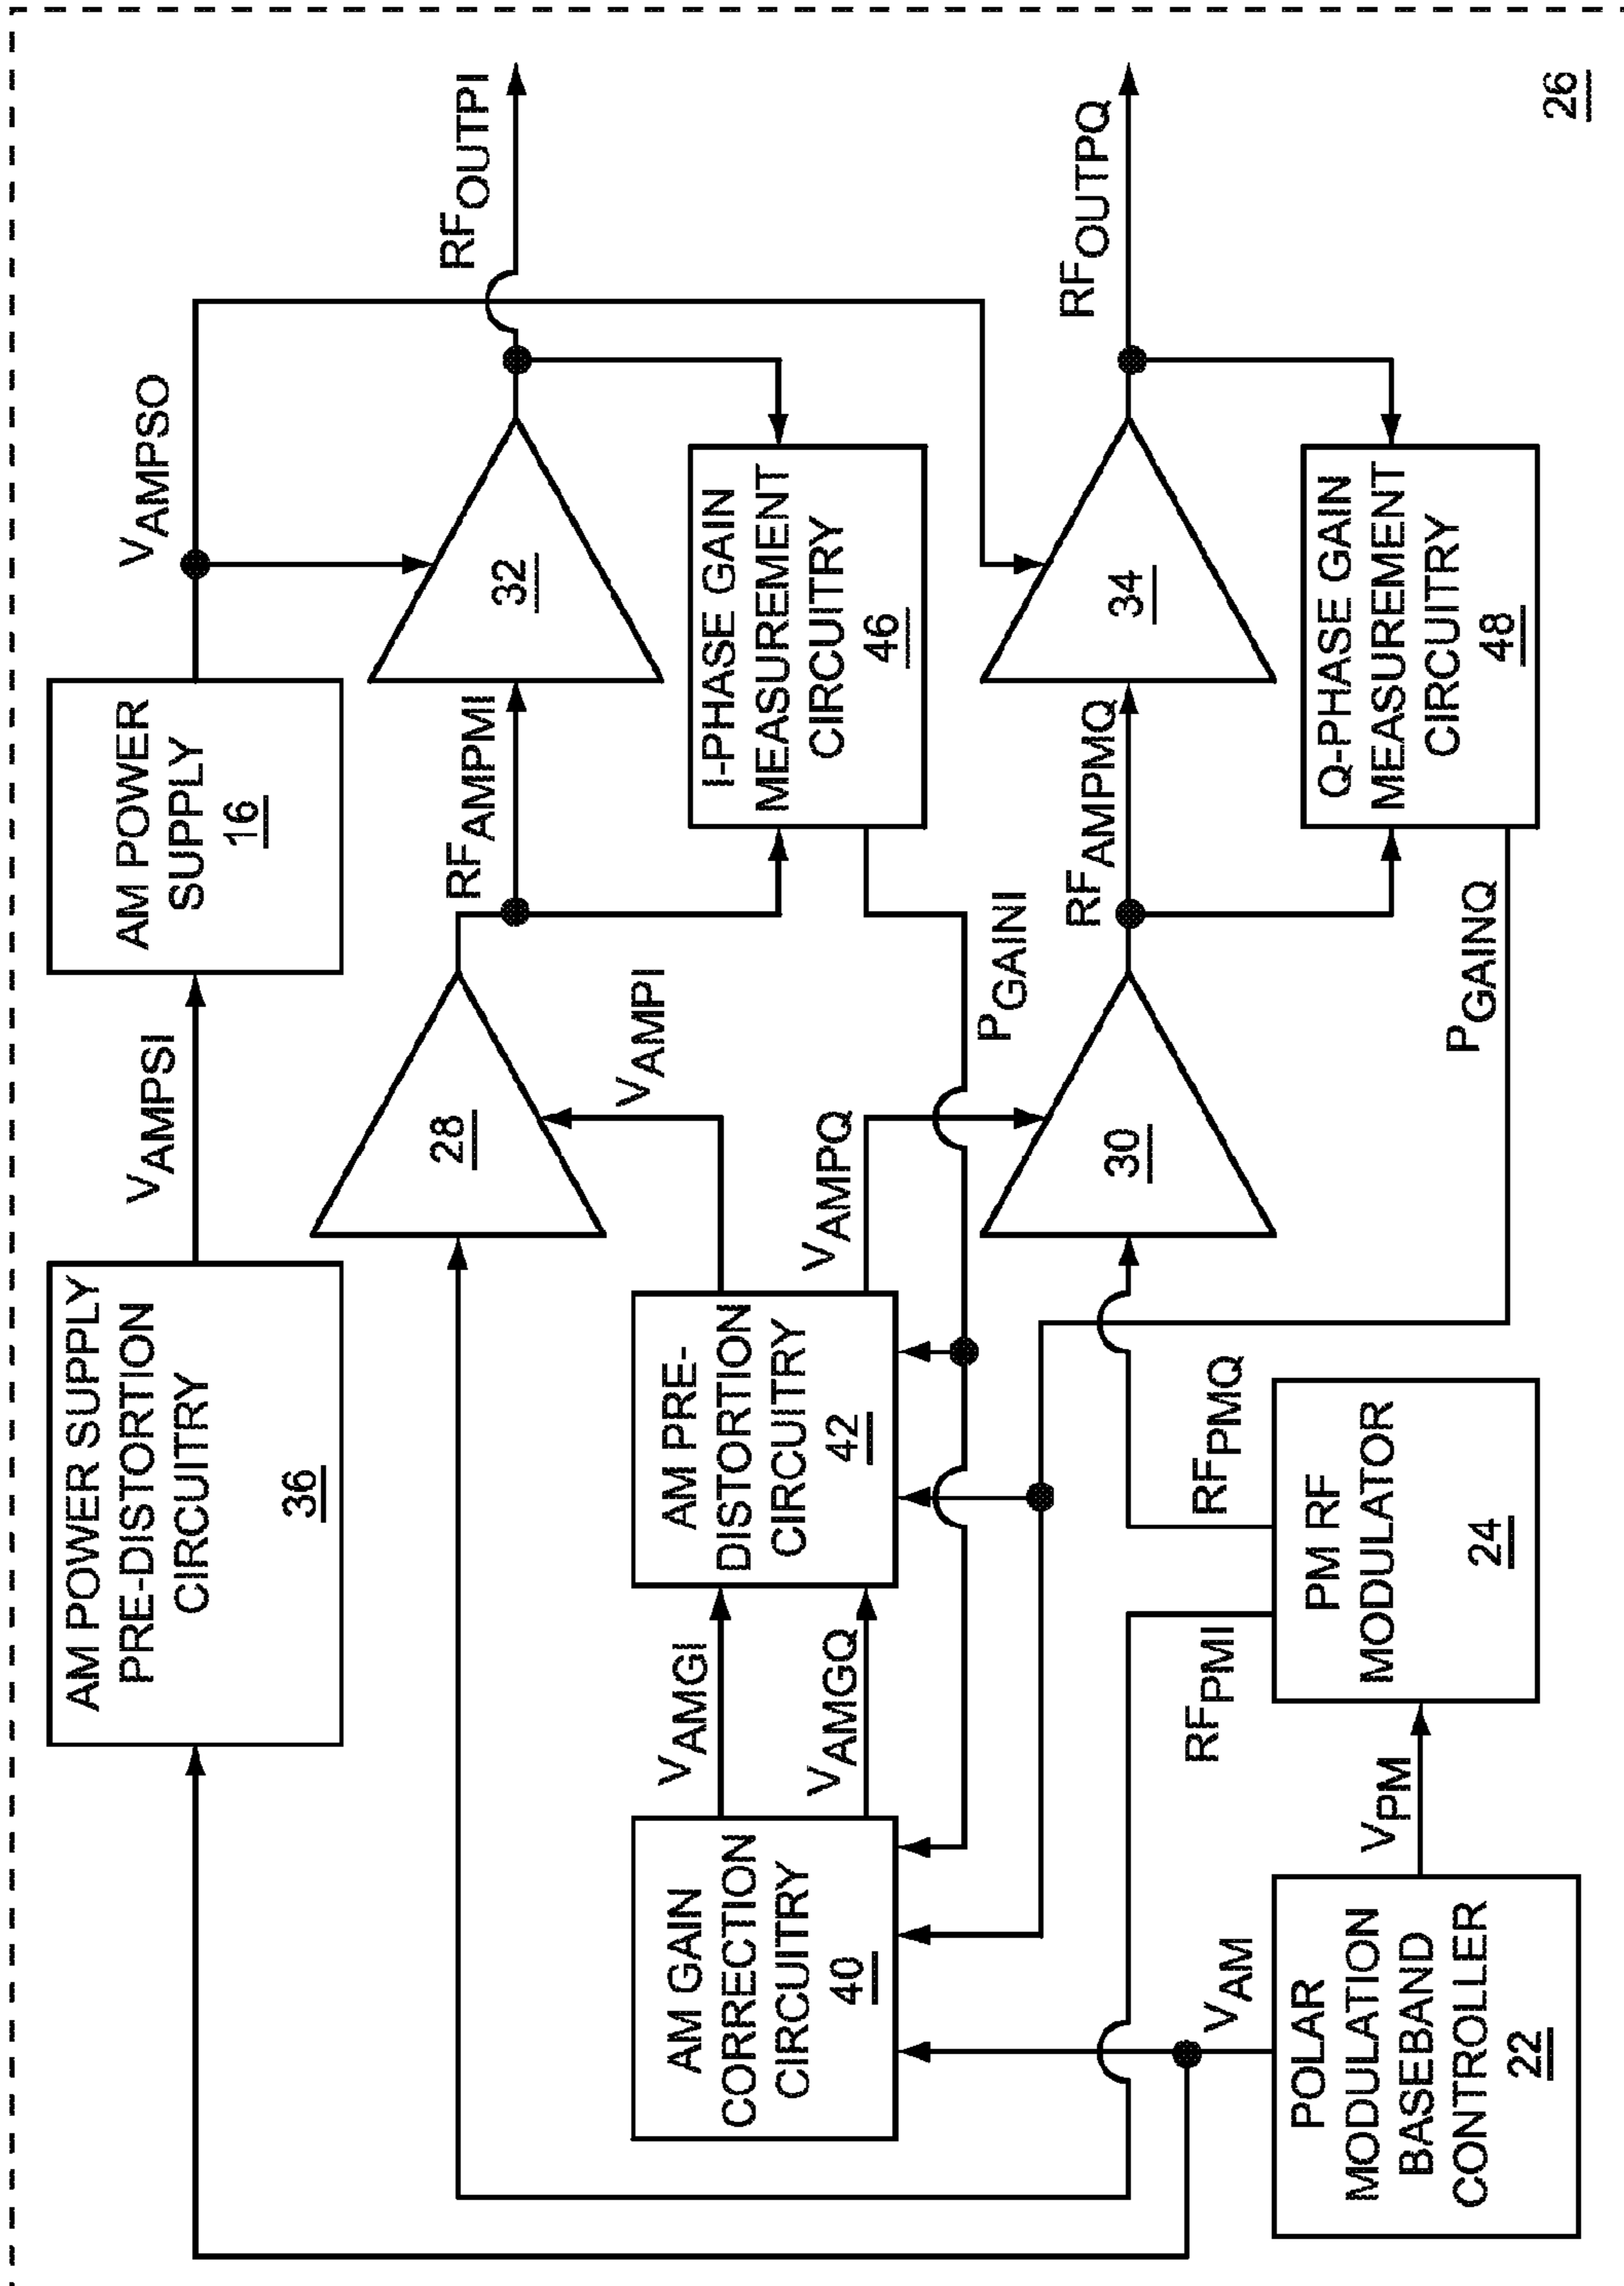 AM POWER SUPPLY
PRE-DISTORTION
CIRCUITRY
36
VAMPSI
AM POWER
SUPPLY
16
VAMPSO
28
RFAMPMI
32
RFOUTPI
VAMPI
I-PHASE GAIN
MEASUREMENT
CIRCUITRY
46
AM GAIN
CORRECTION
CIRCUITRY
40
VAMGI
VAMGQ
AM PRE-
DISTORTION
CIRCUITRY
42
VAMPQ
PGAINI
30
RFAMPMQ
34
RFOUTPQ
VAM
RFPMI
RFPMQ
POLAR
MODULATION
BASEBAND
CONTROLLER
22
VPM
PM RF
MODULATOR
24
PGAINQ
Q-PHASE GAIN
MEASUREMENT
CIRCUITRY
48
26